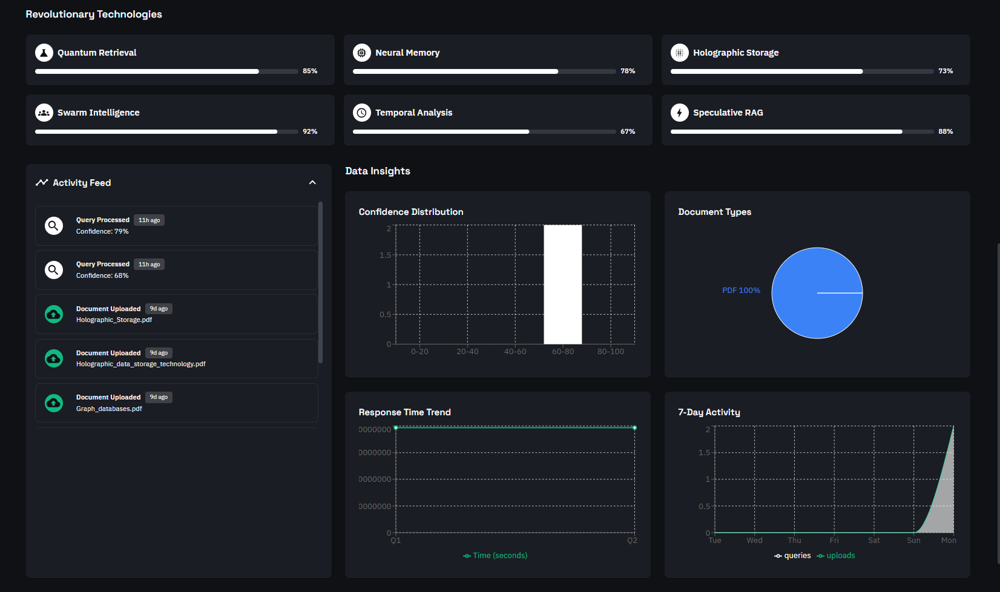 Revolutionary Technologies
Quantum Retrieval
85%
Neural Memory
78%
Holographic Storage
73%
Swarm Intelligence
92%
Temporal Analysis
67%
Speculative RAG
88%
Activity Feed
Query Processed 11h ago
Confidence: 79%
Query Processed 11h ago
Confidence: 68%
Document Uploaded 9d ago
Holographic_Storage.pdf
Document Uploaded 9d ago
Holographic_data_storage_technology.pdf
Document Uploaded 9d ago
Graph_databases.pdf
Data Insights
Confidence Distribution
2
1.5
1
0.5
0
0-20 20-40 40-60 60-80 80-100
Document Types
PDF 100%
Response Time Trend
0000000
0000000
0000000
0000000
0
Q1 Q2
Time (seconds)
7-Day Activity
2
1.5
1
0.5
0
Tue Wed Thu Fri Sat Sun Mon
queries uploads